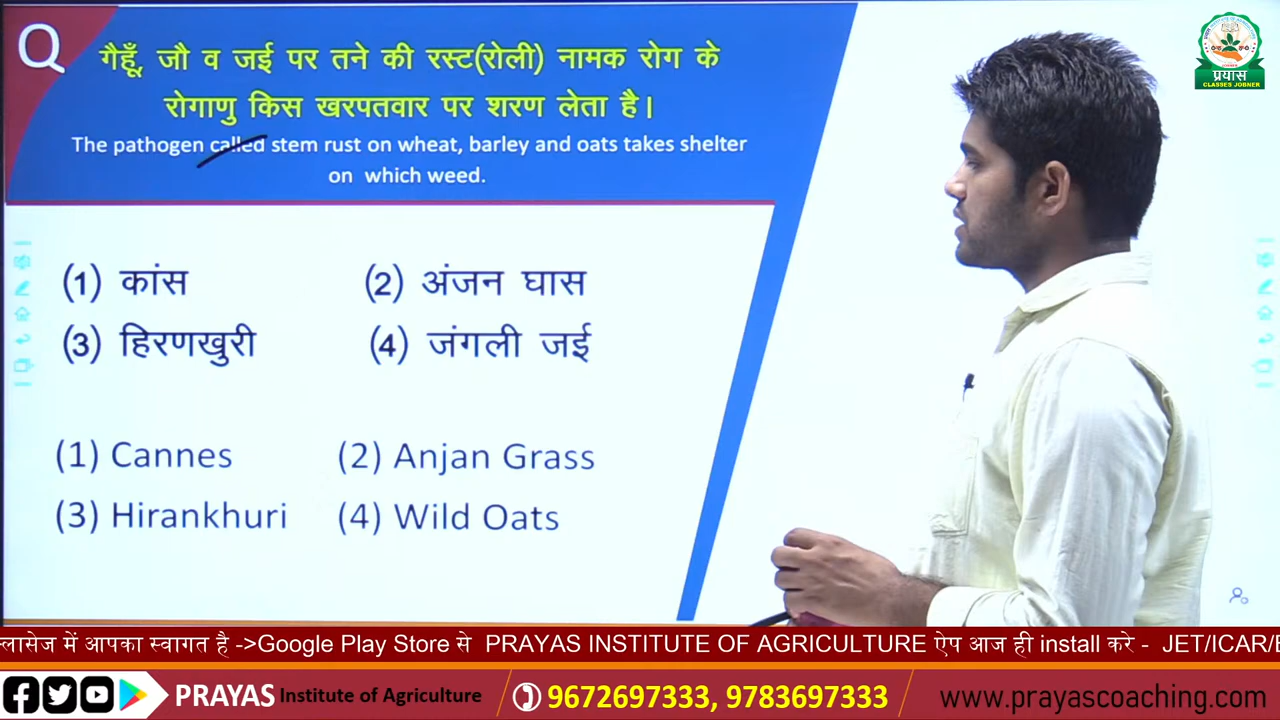 Q
गैहूँ, जौ व जई पर तने की रस्ट(रोली) नामक रोग के
रोगाणु किस खरपतवार पर शरण लेता है।
The pathogen called stem rust on wheat, barley and oats takes shelter
on which weed.
(1) कांस
(2) अंजन घास
(3) हिरणखुरी
(4) जंगली जई
(1) Cannes
(2) Anjan Grass
(3) Hirankhuri
(4) Wild Oats
प्रयास
CLASSES JOBNER
लासेज में आपका स्वागत है ->Google Play Store से PRAYAS INSTITUTE OF AGRICULTURE ऐप आज ही install करे - JET/ICAR/
PRAYAS Institute of Agriculture
9672697333, 9783697333
www.prayascoaching.com